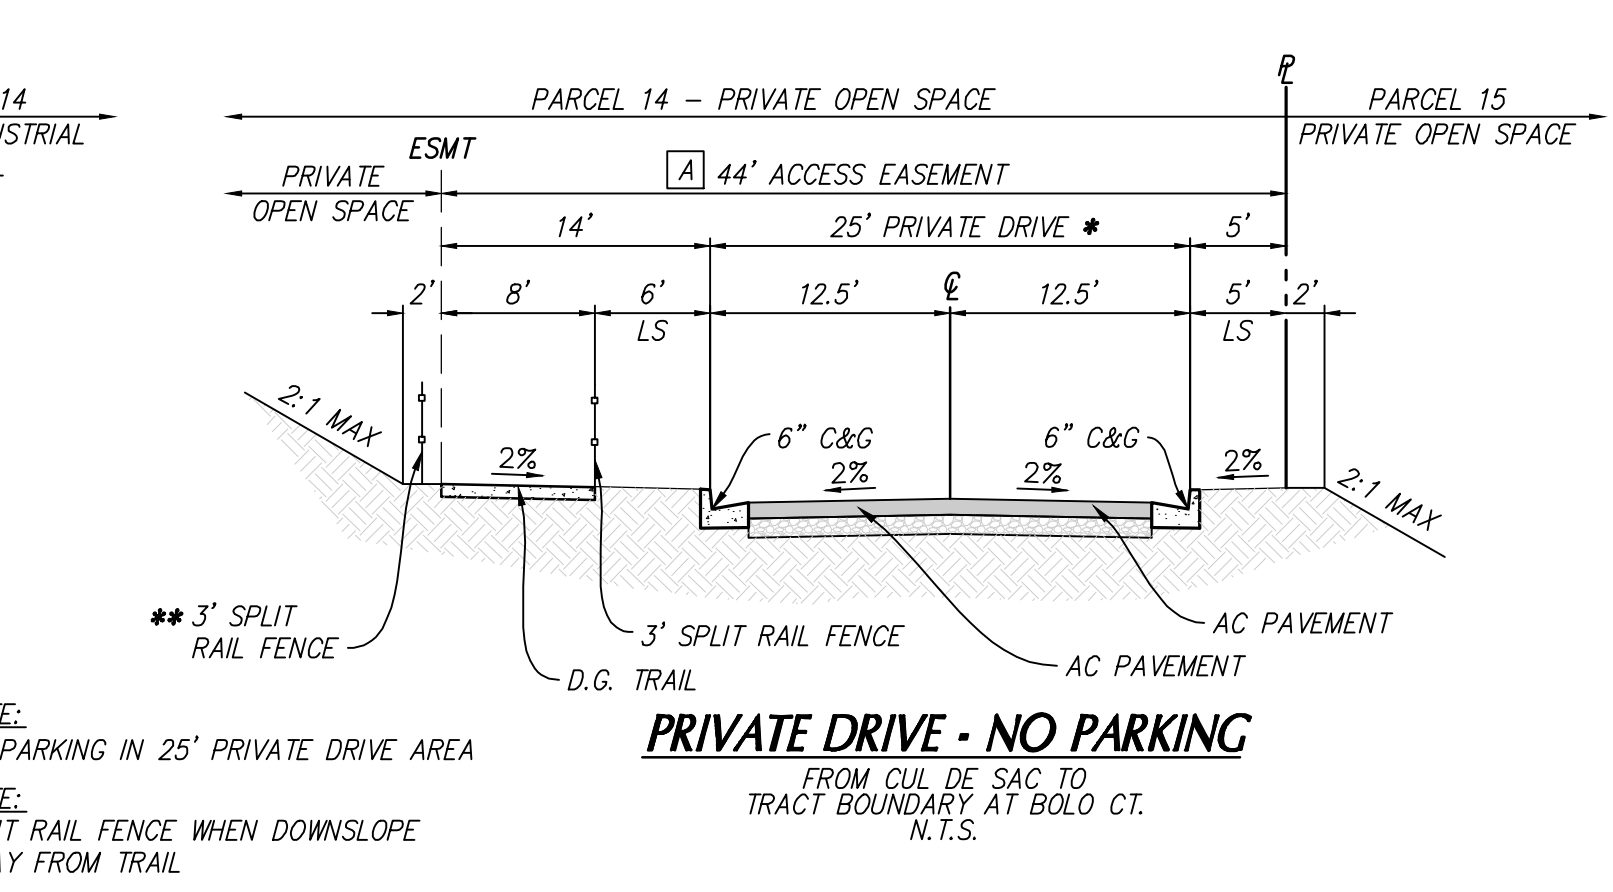 14
PARCEL 14 - PRIVATE OPEN SPACE
PL
PARCEL 15
PRIVATE OPEN SPACE
ESMT
PRIVATE
OPEN SPACE
A 44' ACCESS EASEMENT
14'
25' PRIVATE DRIVE *
5'
2'
8'
6'
LS
12.5'
CL
12.5'
5'
LS
2'
2:1 MAX
2%
6" C&G
2%
6" C&G
2%
2%
2:1 MAX
** 3' SPLIT
RAIL FENCE
3' SPLIT RAIL FENCE
D.G. TRAIL
AC PAVEMENT
AC PAVEMENT
PARKING IN 25' PRIVATE DRIVE AREA
RAIL FENCE WHEN DOWNSLOPE
FROM TRAIL
PRIVATE DRIVE - NO PARKING
FROM CUL DE SAC TO
TRACT BOUNDARY AT BOLO CT.
N.T.S.